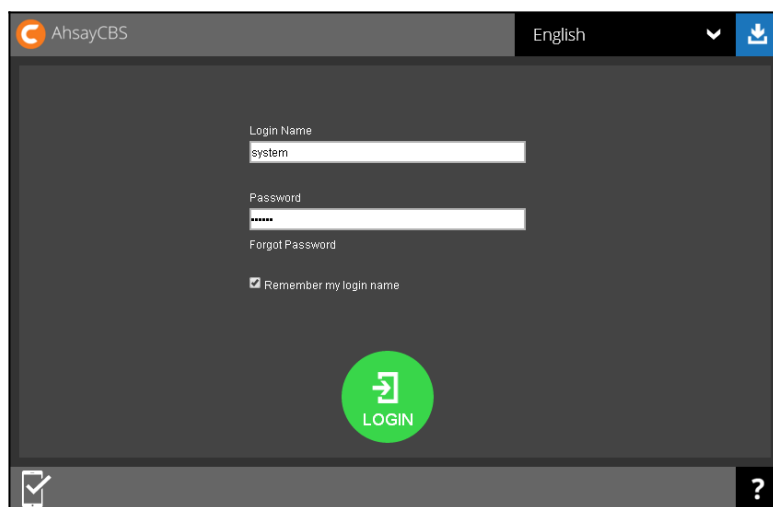 AhsayCBS
English
Login Name
system
Password
••••••
Forgot Password
Remember my login name
LOGIN
?